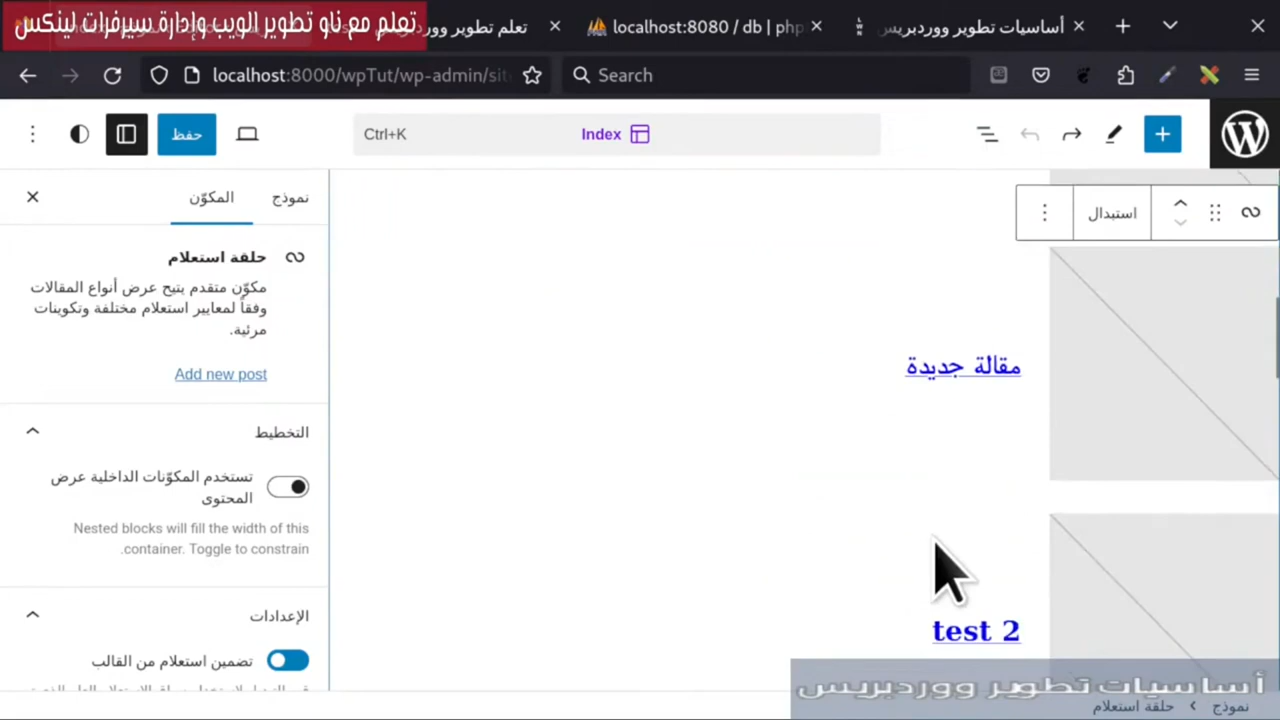 تعلم مع ناو تطوير الويب وإدارة سيرفرات لينكس
تعلم تطوير ووردبريس
localhost:8080 / db | php
أساسيات تطوير ووردبريس
localhost:8000/wpTut/wp-admin/sit
Search
حفظ
Ctrl+K
Index
نموذج
المكوّن
استبدال
حلقة استعلام
مكوّن متقدم يتيح عرض أنواع المقالات
وفقاً لمعايير استعلام مختلفة وتكوينات
مرئية.
Add new post
مقالة جديدة
التخطيط
تستخدم المكوّنات الداخلية عرض
المحتوى
Nested blocks will fill the width of this
container. Toggle to constrain.
الإعدادات
test 2
تضمين استعلام من القالب
أساسيات تطوير ووردبريس
نموذج
حلقة استعلام